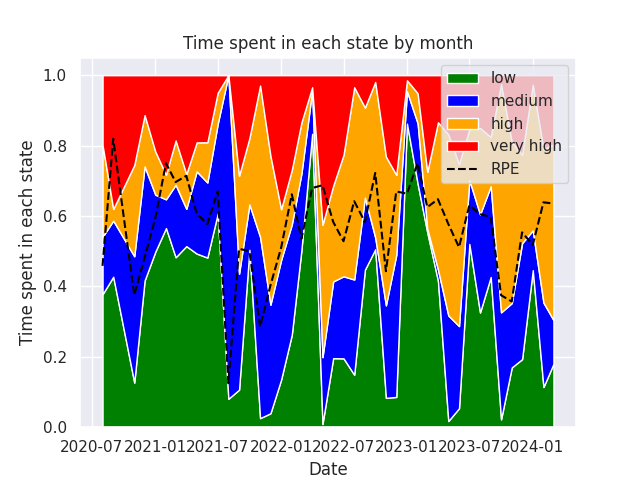 Time spent in each state by month
Time spent in each state
1.0
0.8
0.6
0.4
0.2
0.0
low
medium
high
very high
RPE
2020-07 2021-01 2021-07 2022-01 2022-07 2023-01 2023-07 2024-01
Date